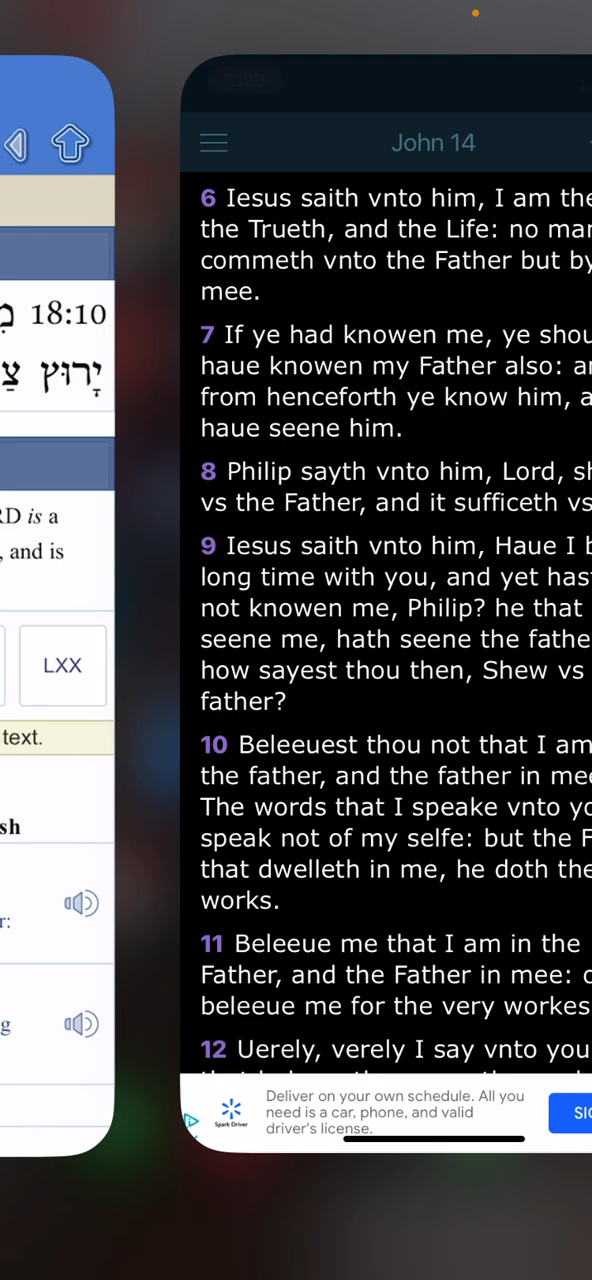 18:10
יָרוּץ
RD is a
, and is
LXX
text.
sh
r:
g
2:29
John 14
6 Iesus saith vnto him, I am the
the Trueth, and the Life: no man
commeth vnto the Father but by
mee.
7 If ye had knowen me, ye shou
haue knowen my Father also: an
from henceforth ye know him, a
haue seene him.
8 Philip sayth vnto him, Lord, sh
vs the Father, and it sufficeth vs
9 Iesus saith vnto him, Haue I b
long time with you, and yet hast
not knowen me, Philip? he that
seene me, hath seene the fathe
how sayest thou then, Shew vs
father?
10 Beleeuest thou not that I am
the father, and the father in mee
The words that I speake vnto yo
speak not of my selfe: but the F
that dwelleth in me, he doth the
works.
11 Beleeue me that I am in the
Father, and the Father in mee: o
beleeue me for the very workes
12 Uerely, verely I say vnto you
Spark Driver
Deliver on your own schedule. All you
need is a car, phone, and valid
driver's license.
SIG